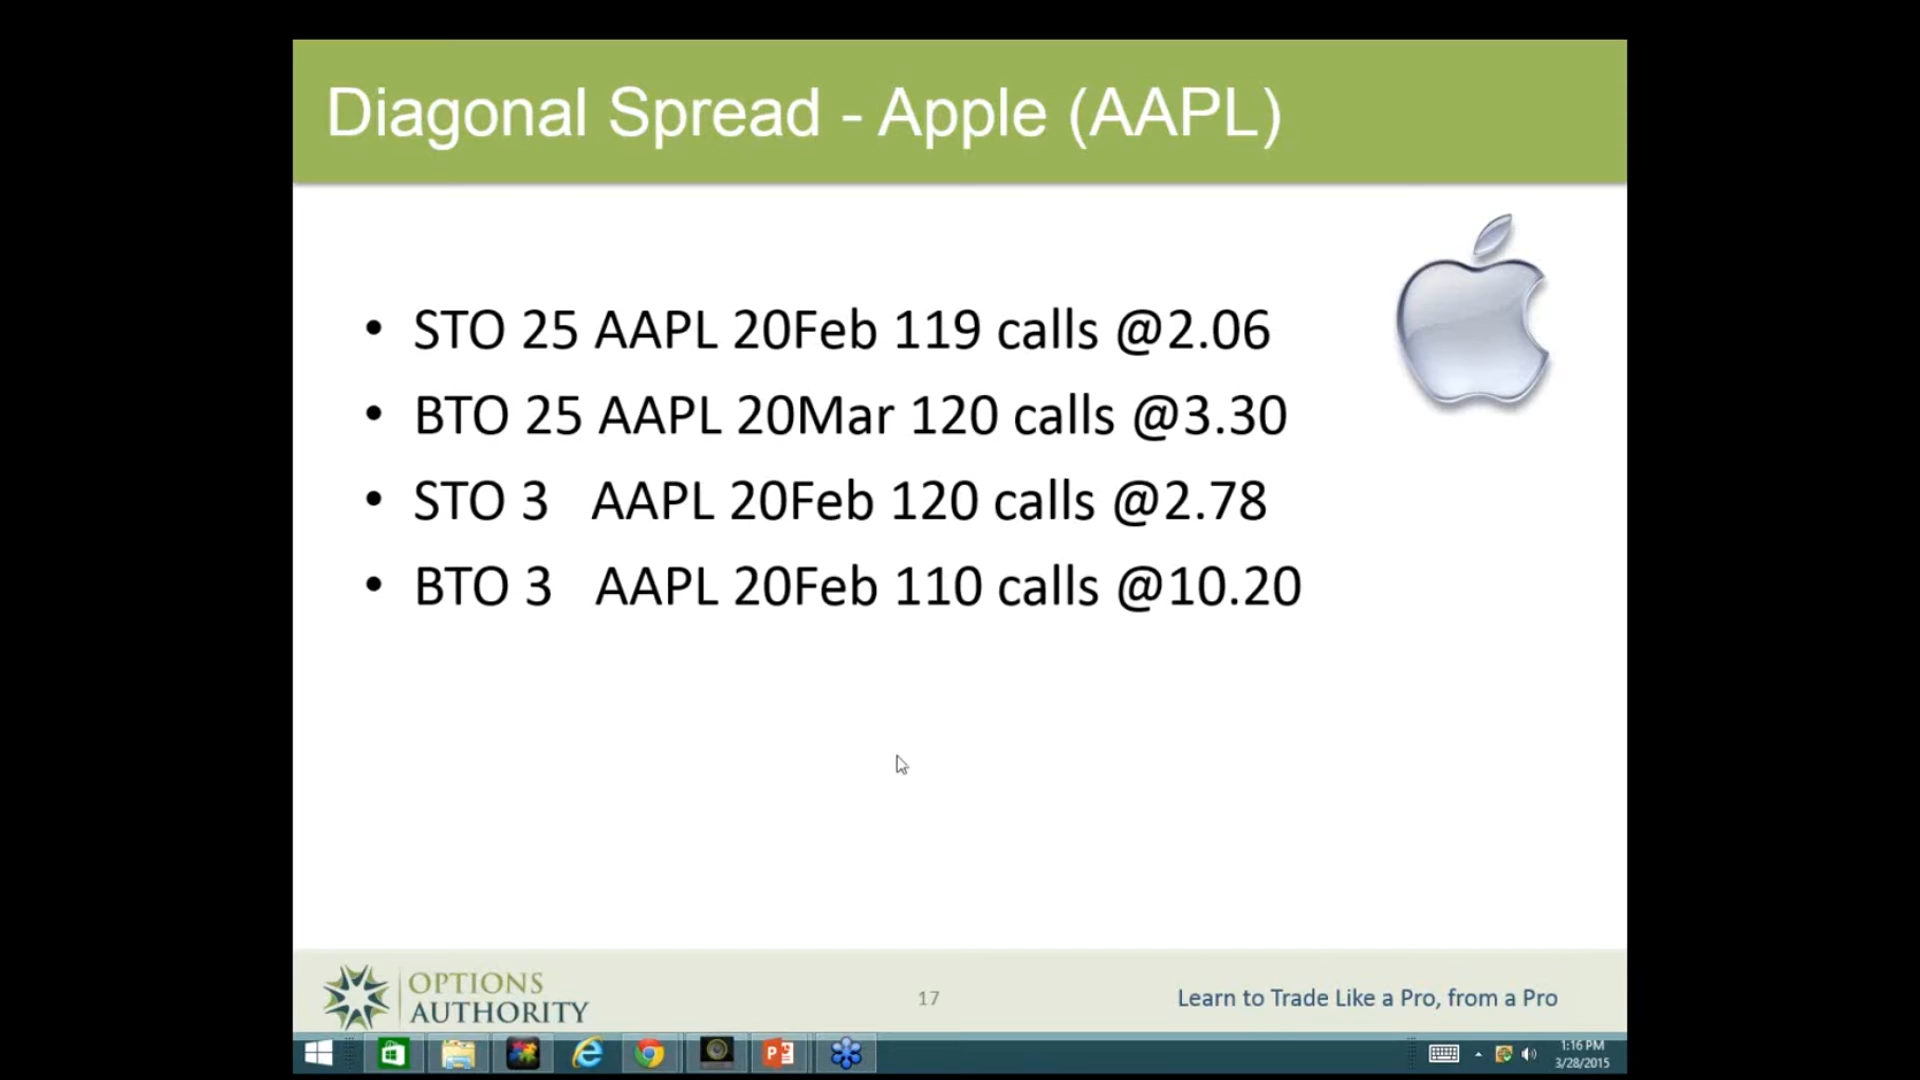 Diagonal Spread - Apple (AAPL)
• STO 25 AAPL 20Feb 119 calls @2.06
• BTO 25 AAPL 20Mar 120 calls @3.30
• STO 3 AAPL 20Feb 120 calls @2.78
• BTO 3 AAPL 20Feb 110 calls @10.20
OPTIONS
AUTHORITY
17
Learn to Trade Like a Pro, from a Pro
1:16 PM
3/28/2015